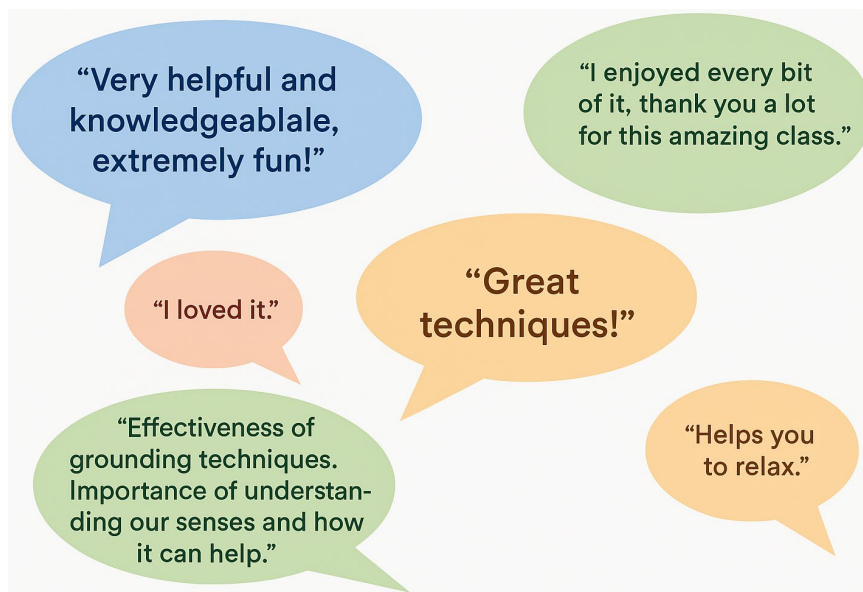 “Very helpful and
knowledgeablale,
extremely fun!”
“I enjoyed every bit
of it, thank you a lot
for this amazing class.”
“I loved it.”
“Great
techniques!”
“Effectiveness of
grounding techniques.
Importance of understan-
ding our senses and how
it can help.”
“Helps you
to relax.”